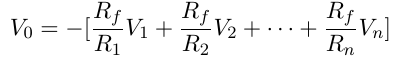 $V_0 = -[\frac{R_f}{R_1}V_1 + \frac{R_f}{R_2}V_2 + \cdots + \frac{R_f}{R_n}V_n]$